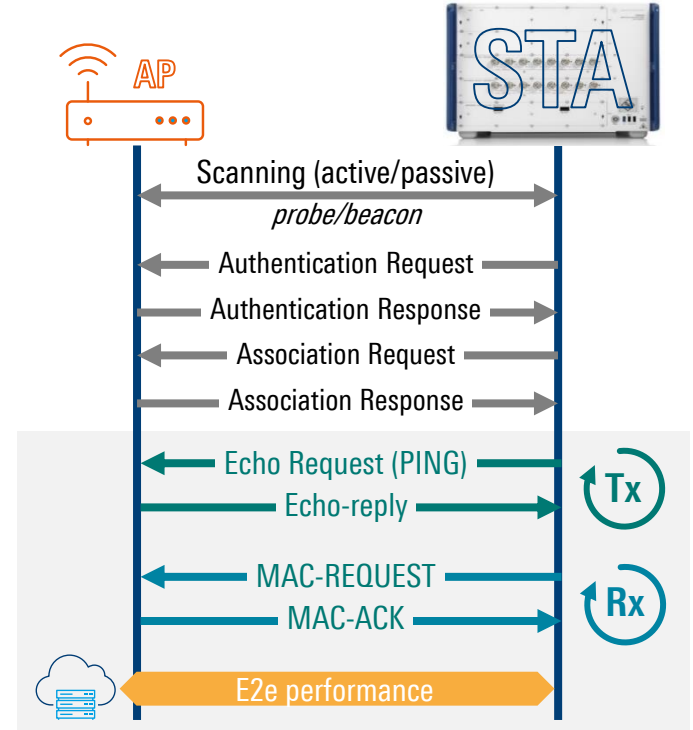 AP
STA
Scanning (active/passive)
probe/beacon
Authentication Request
Authentication Response
Association Request
Association Response
Echo Request (PING)
Echo-reply
Tx
MAC-REQUEST
MAC-ACK
Rx
E2e performance